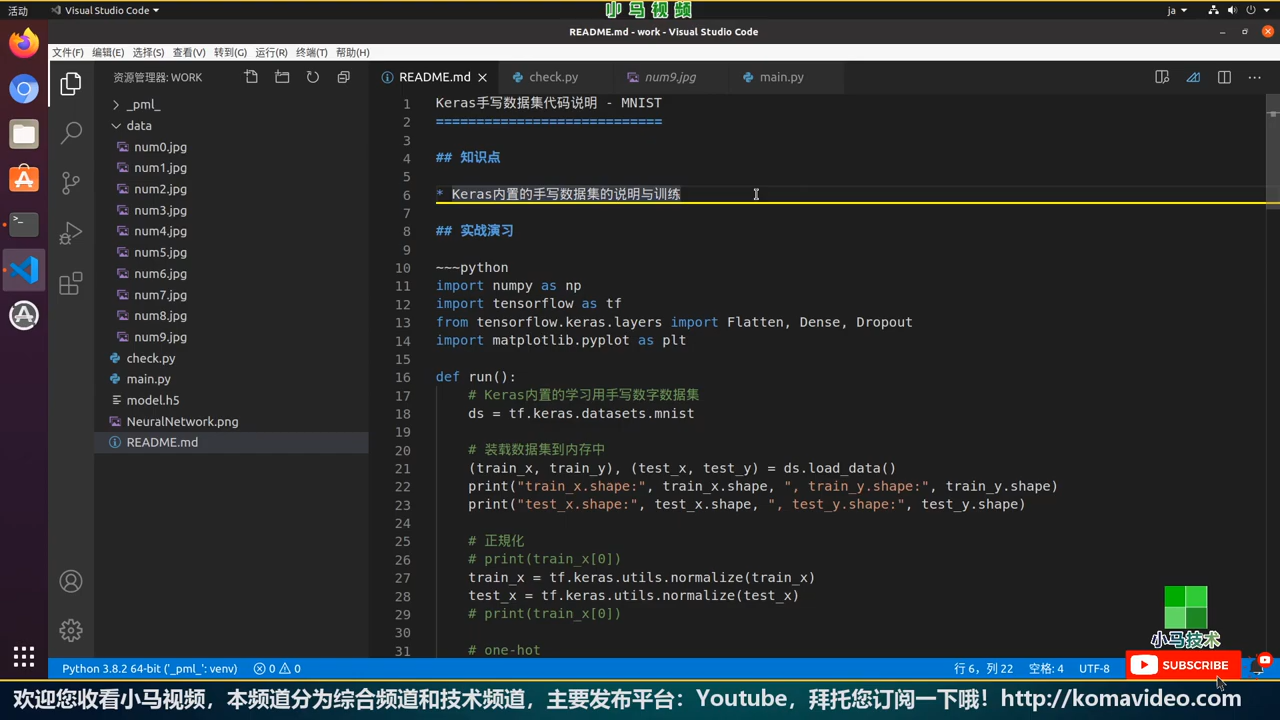 活动
Visual Studio Code
小马视频
ja
README.md - work - Visual Studio Code
文件(F) 编辑(E) 选择(S) 查看(V) 转到(G) 运行(R) 终端(T) 帮助(H)
资源管理器: WORK
README.md
check.py
num9.jpg
main.py
_pml_
data
num0.jpg
num1.jpg
num2.jpg
num3.jpg
num4.jpg
num5.jpg
num6.jpg
num7.jpg
num8.jpg
num9.jpg
check.py
main.py
model.h5
NeuralNetwork.png
README.md
1 Keras手写数据集代码说明 - MNIST
2 ============================
3
4 ## 知识点
5
6 * Keras内置的手写数据集的说明与训练
7
8 ## 实战演习
9
10 ~~~python
11 import numpy as np
12 import tensorflow as tf
13 from tensorflow.keras.layers import Flatten, Dense, Dropout
14 import matplotlib.pyplot as plt
15
16 def run():
17 # Keras内置的学习用手写数字数据集
18 ds = tf.keras.datasets.mnist
19
20 # 装载数据集到内存中
21 (train_x, train_y), (test_x, test_y) = ds.load_data()
22 print("train_x.shape:", train_x.shape, ", train_y.shape:", train_y.shape)
23 print("test_x.shape:", test_x.shape, ", test_y.shape:", test_y.shape)
24
25 # 正規化
26 # print(train_x[0])
27 train_x = tf.keras.utils.normalize(train_x)
28 test_x = tf.keras.utils.normalize(test_x)
29 # print(train_x[0])
30
31 # one-hot
小马技术
SUBSCRIBE
Python 3.8.2 64-bit ('_pml_': venv) 0 0 行 6，列 22 空格: 4 UTF-8
欢迎您收看小马视频，本频道分为综合频道和技术频道，主要发布平台：Youtube，拜托您订阅一下哦！http://komavideo.com